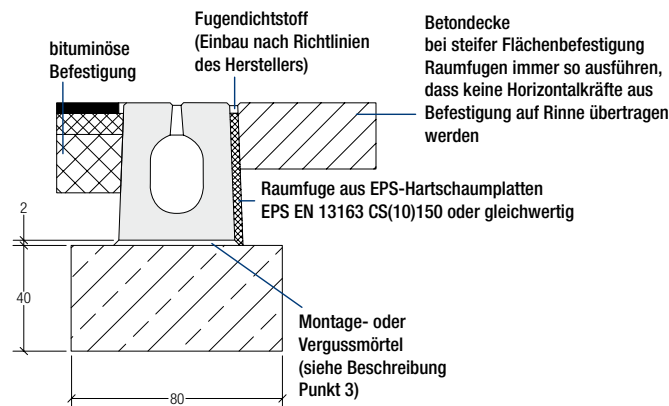 bituminöse
Befestigung
Fugendichtstoff
(Einbau nach Richtlinien
des Herstellers)
Betondecke
bei steifer Flächenbefestigung
Raumfugen immer so ausführen,
dass keine Horizontalkräfte aus
Befestigung auf Rinne übertragen
werden
Raumfuge aus EPS-Hartschaumplatten
EPS EN 13163 CS(10)150 oder gleichwertig
2
40
Montage- oder
Vergussmörtel
(siehe Beschreibung
Punkt 3)
80